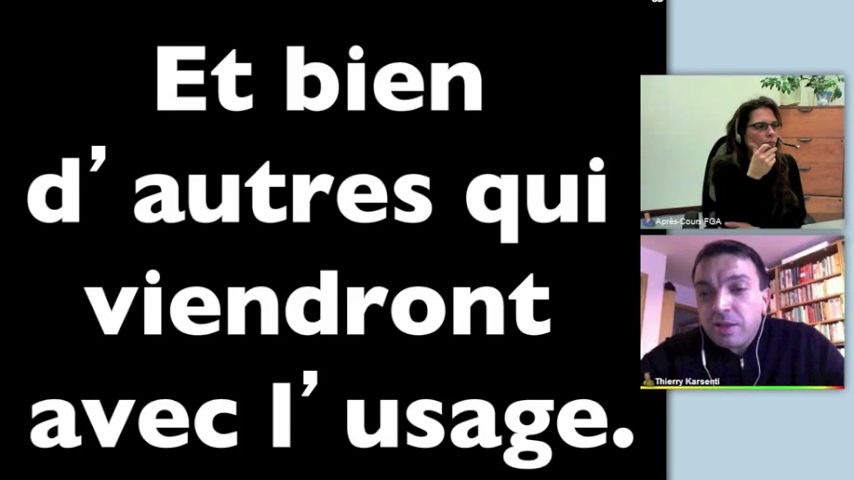 Et bien
d’autres qui
viendront
avec l’usage.
Après-Cours FGA
Thierry Karsenti